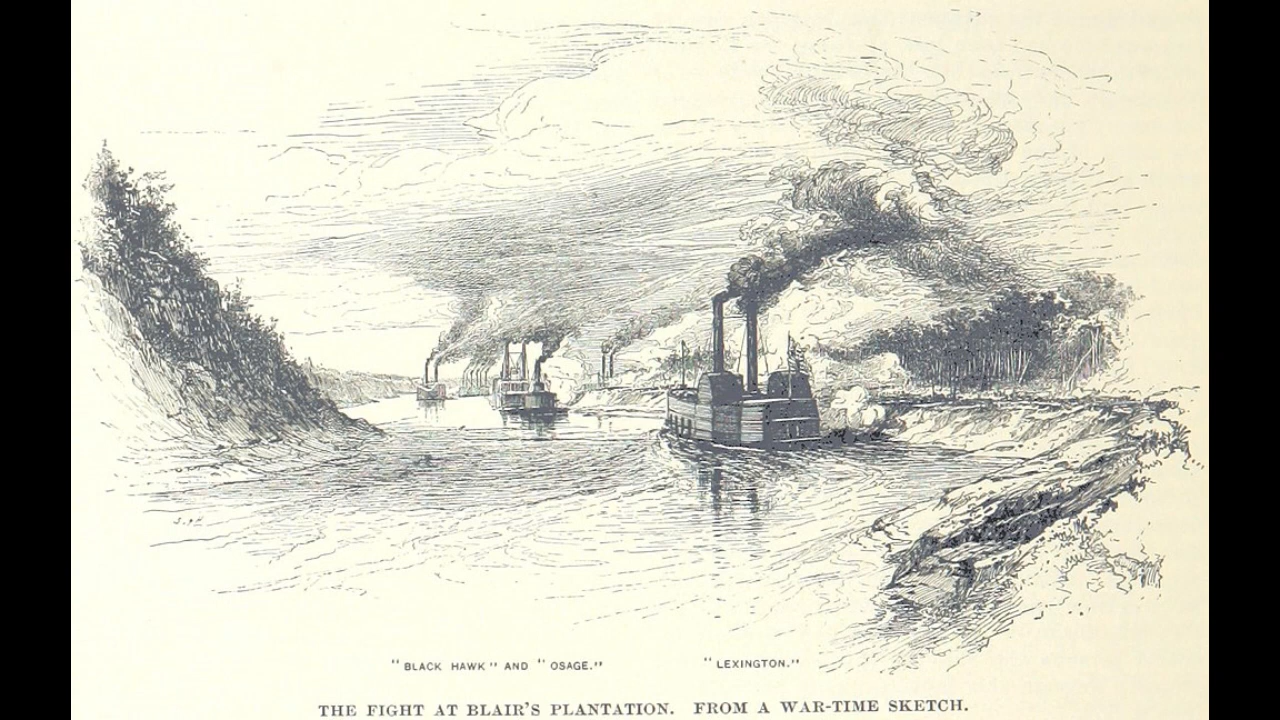 "BLACK HAWK" AND "OSAGE." "LEXINGTON."
THE FIGHT AT BLAIR'S PLANTATION. FROM A WAR-TIME SKETCH.